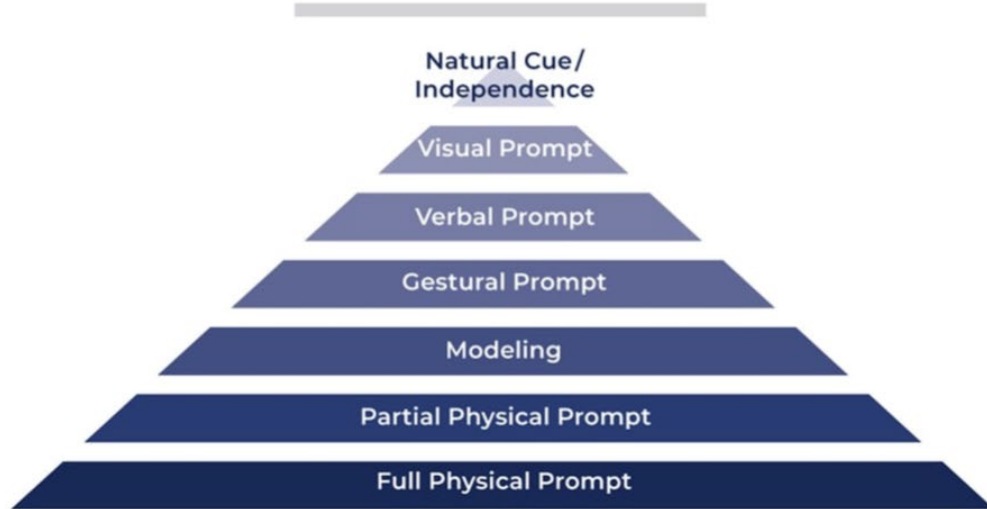 Natural Cue/
Independence
Visual Prompt
Verbal Prompt
Gestural Prompt
Modeling
Partial Physical Prompt
Full Physical Prompt